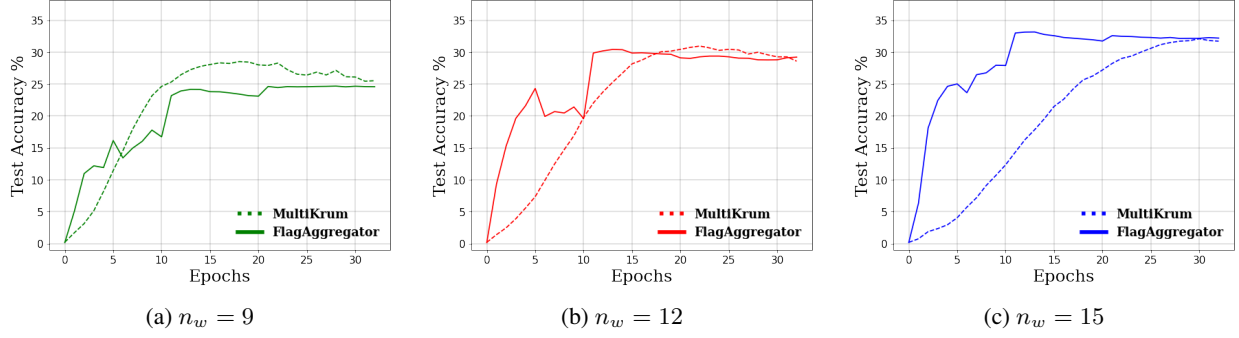 35
30
25
20
15
10
5
0
Test Accuracy %
MultiKrum
FlagAggregator
0 5 10 15 20 25 30
Epochs
(a) n_w = 9
35
30
25
20
15
10
5
0
Test Accuracy %
MultiKrum
FlagAggregator
0 5 10 15 20 25 30
Epochs
(b) n_w = 12
35
30
25
20
15
10
5
0
Test Accuracy %
MultiKrum
FlagAggregator
0 5 10 15 20 25 30
Epochs
(c) n_w = 15